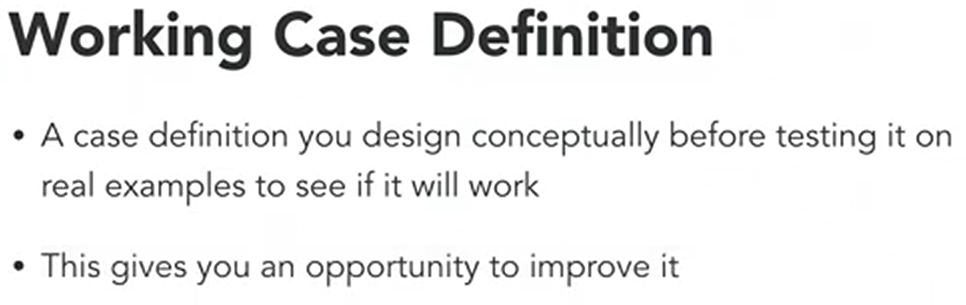 Working Case Definition
• A case definition you design conceptually before testing it on
real examples to see if it will work
• This gives you an opportunity to improve it